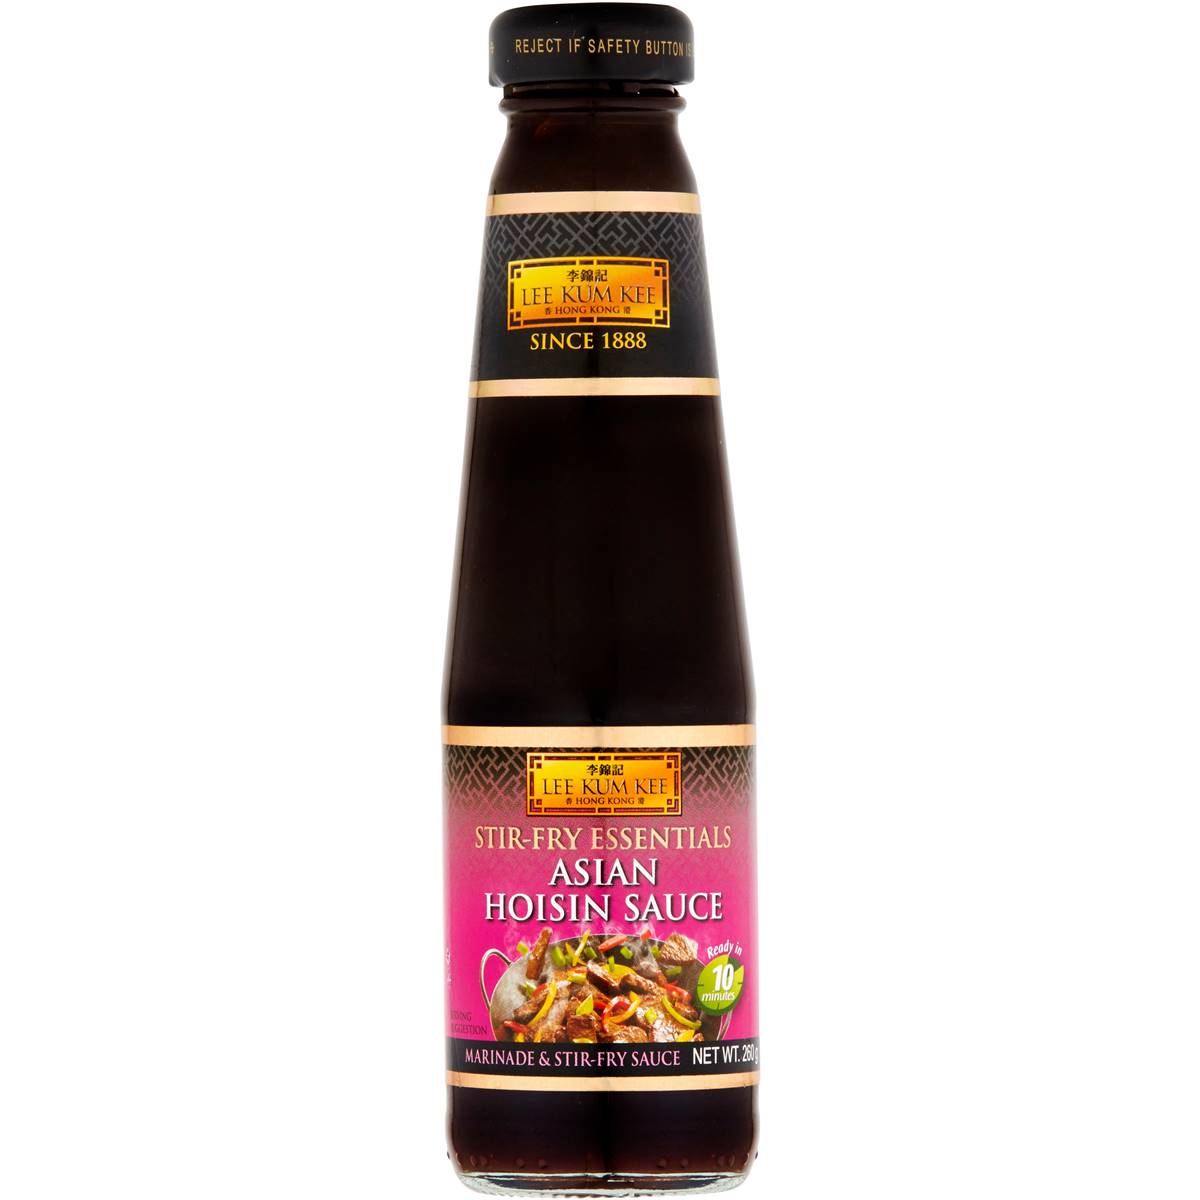 REJECT IF SAFETY BUTTON IS
李錦記
LEE KUM KEE
香 HONG KONG 港
SINCE 1888
李錦記
LEE KUM KEE
香 HONG KONG 港
STIR-FRY ESSENTIALS
ASIAN
HOISIN SAUCE
Ready in
10
minutes
SUGGESTION
MARINADE & STIR-FRY SAUCE NET WT. 260 g